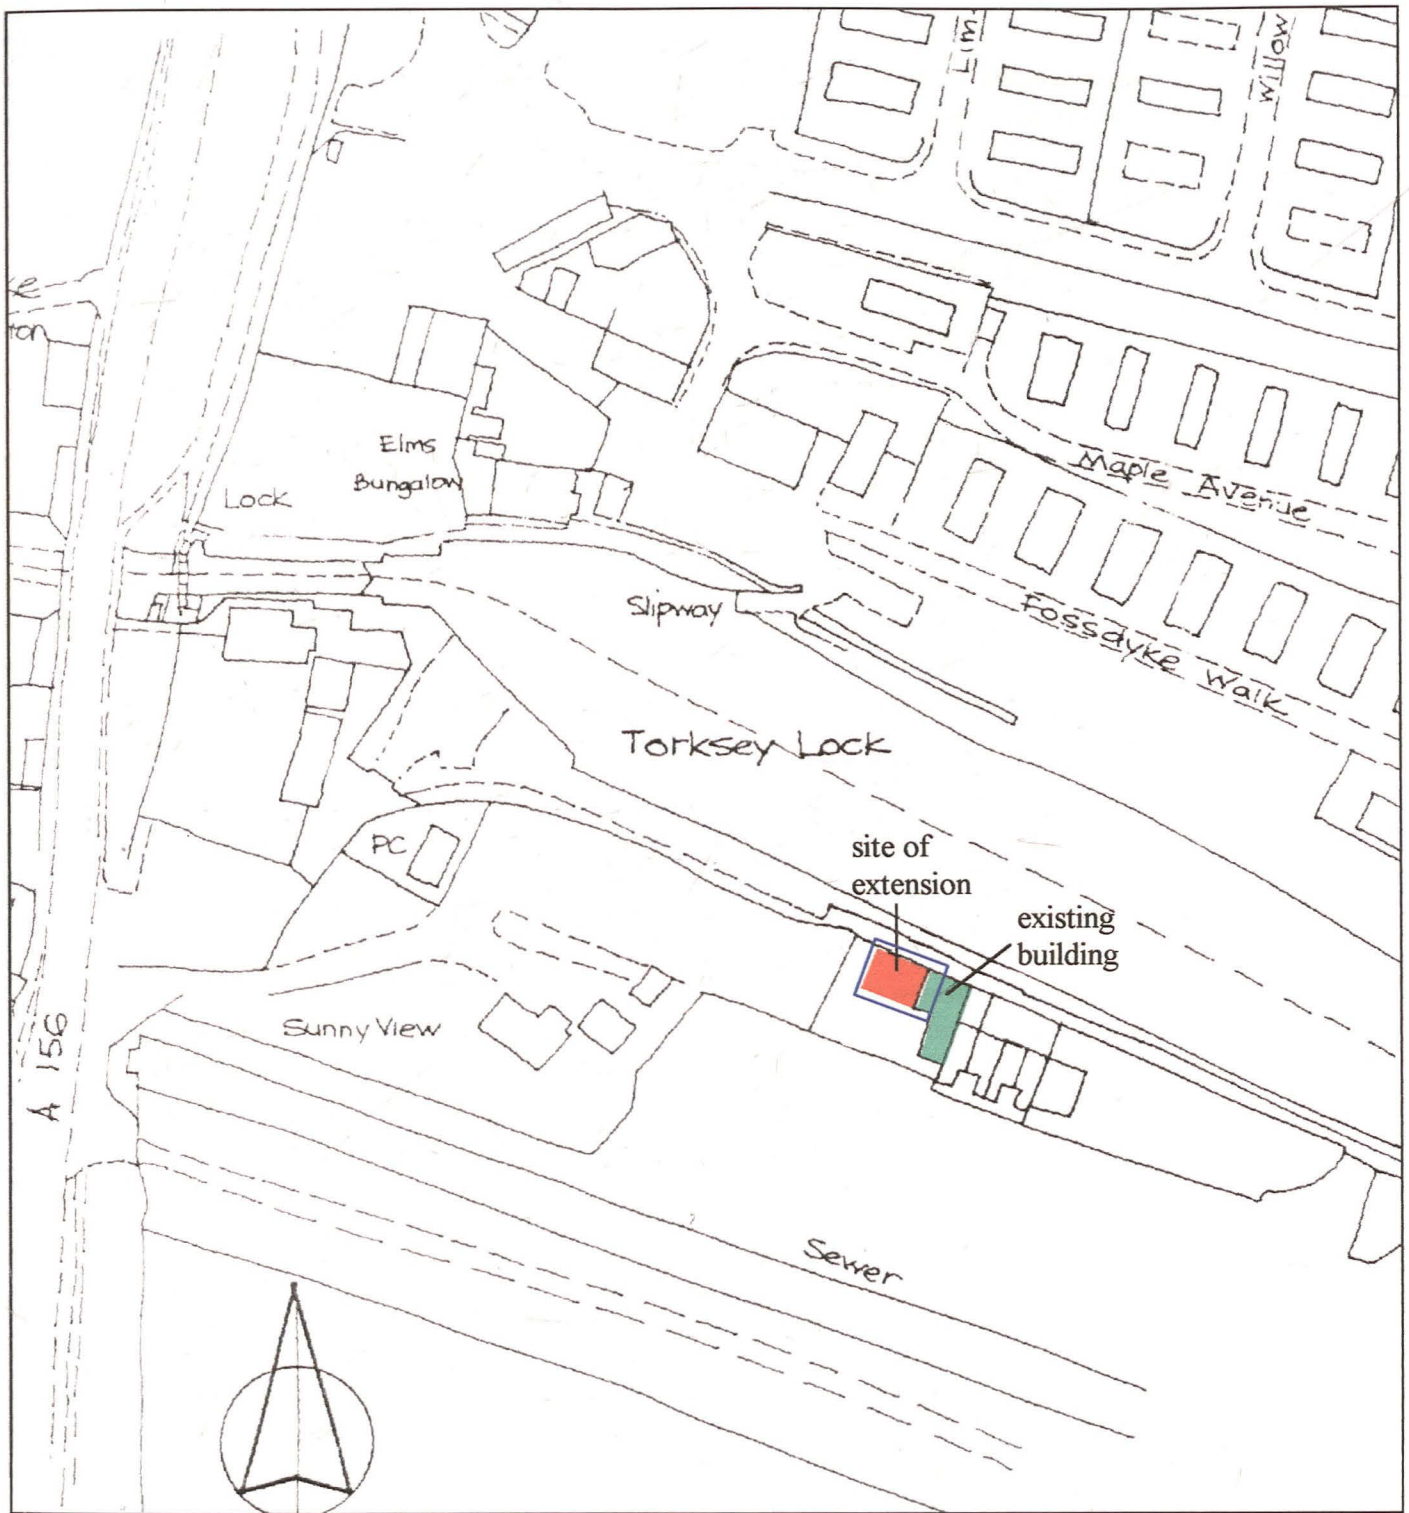 Lime
Willow
Elms
Bungalow
Lock
Maple Avenue
Slipway
Fossdyke Walk
Torksey Lock
PC
site of
extension
existing
building
Sunny View
A 156
Sewer